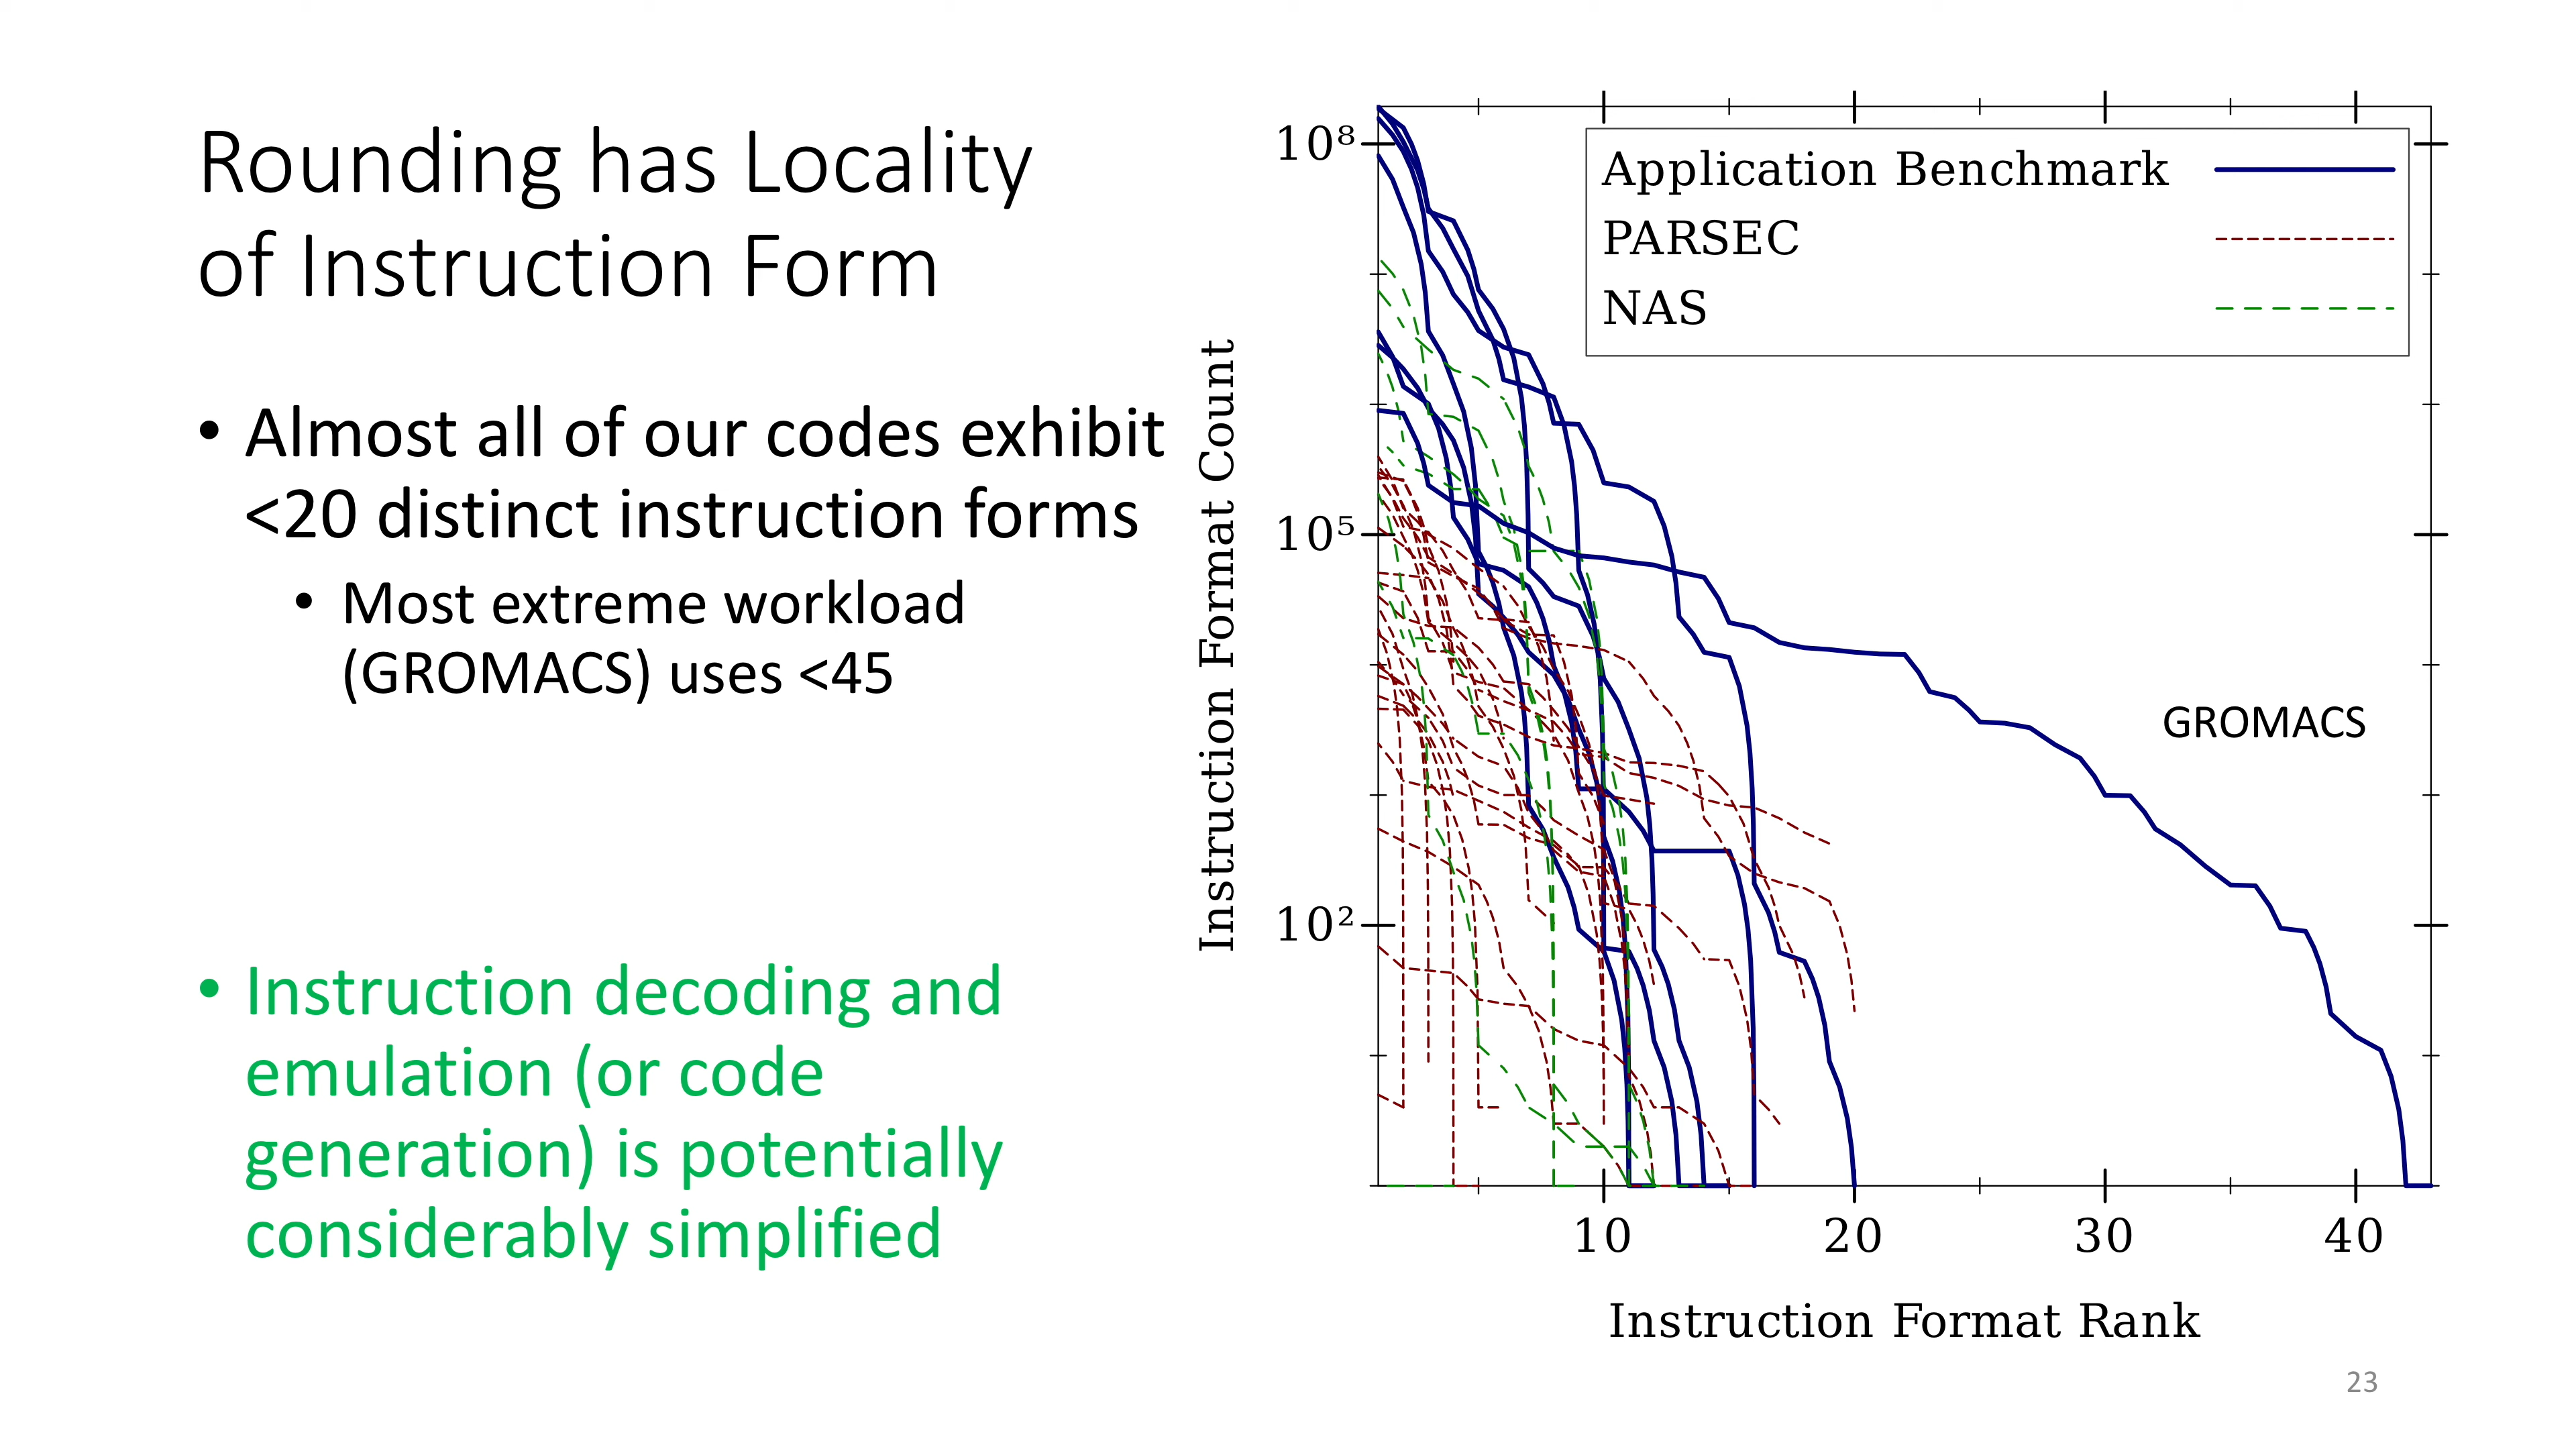 Rounding has Locality
of Instruction Form
• Almost all of our codes exhibit
<20 distinct instruction forms
• Most extreme workload
(GROMACS) uses <45
• Instruction decoding and
emulation (or code
generation) is potentially
considerably simplified
Instruction Format Count
10⁸
10⁵
10²
Application Benchmark
PARSEC
NAS
GROMACS
10 20 30 40
Instruction Format Rank
23